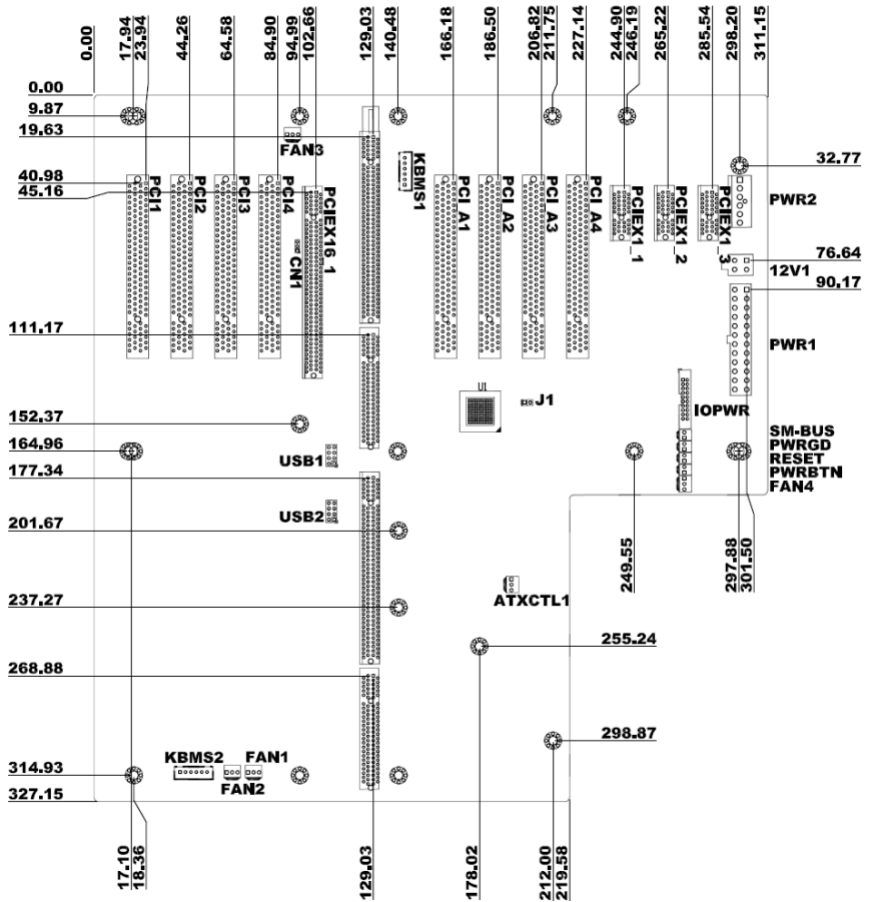 0.00
17.94
23.94
44.26
64.58
84.90
94.99
102.66
129.03
140.48
166.18
186.50
206.82
211.75
227.14
244.90
246.19
265.22
285.54
298.20
311.15
0.00
9.87
19.63
FAN3
KBMS1
32.77
40.98
45.16
PCI1
PCI2
PCI3
PCI4
PCIEX16_1
CN1
PCI_A1
PCI_A2
PCI_A3
PCI_A4
PCIEX1_1
PCIEX1_2
PCIEX1_3
PWR2
76.64
12V1
90.17
111.17
PWR1
U1
J1
IOPWR
152.37
164.96
177.34
USB1
SM-BUS
PWRGD
RESET
PWRBTN
FAN4
USB2
201.67
249.55
297.88
301.50
237.27
ATXCTL1
255.24
268.88
298.87
KBMS2
FAN1
FAN2
314.93
327.15
17.10
18.36
129.03
178.02
212.00
219.58